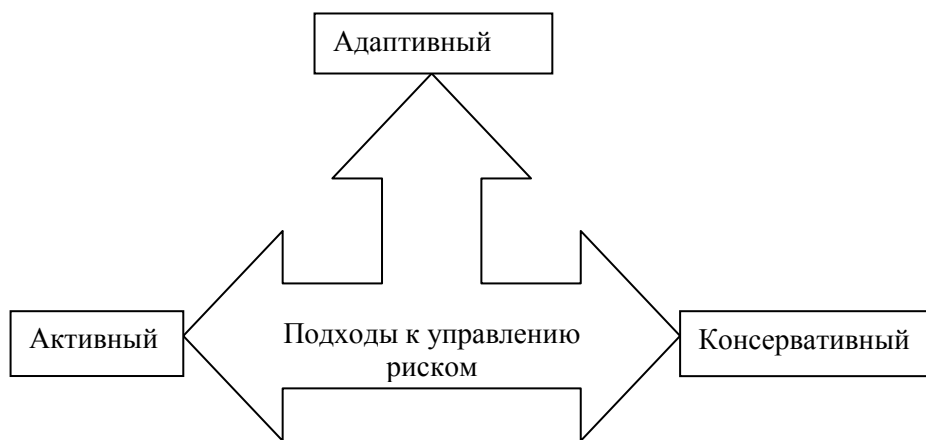 Адаптивный
Активный
Подходы к управлению
риском
Консервативный